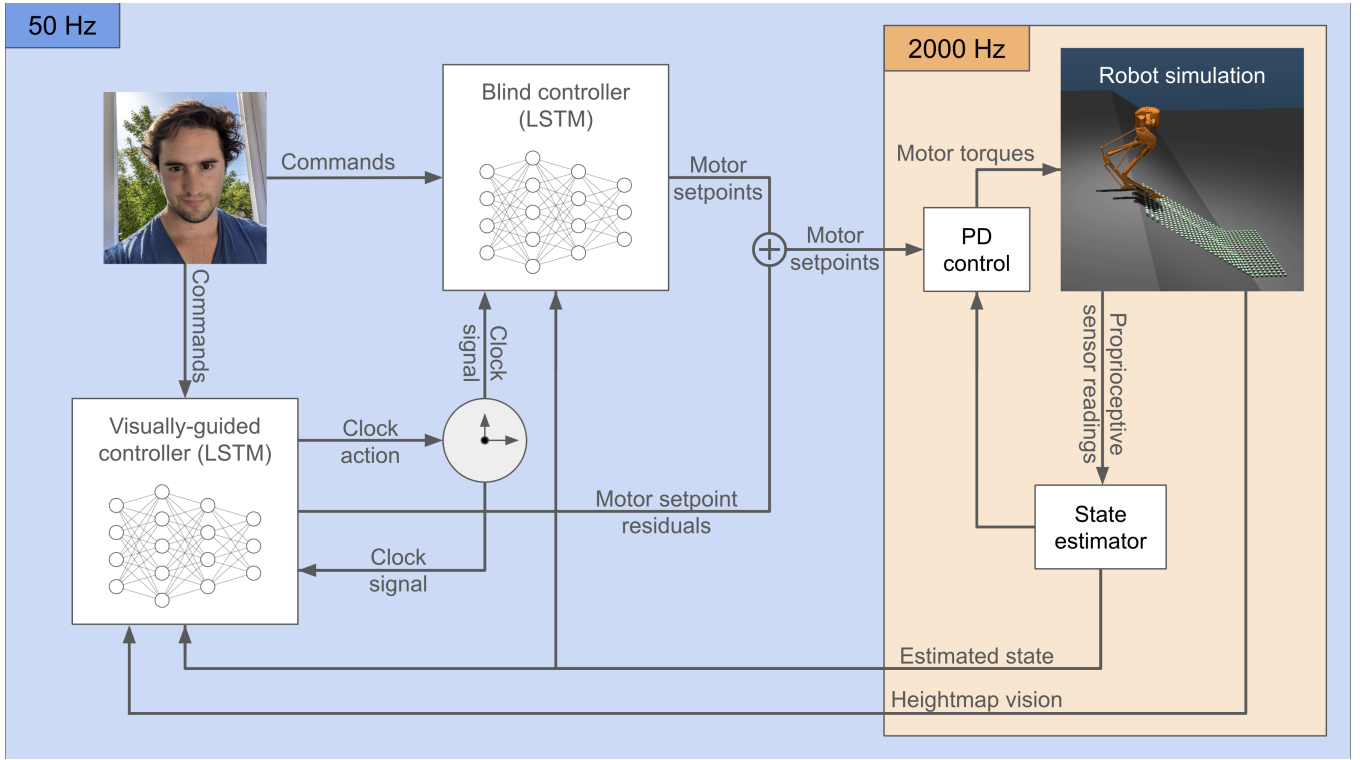 50 Hz
2000 Hz
Robot simulation
Blind controller
(LSTM)
Commands
Motor
setpoints
Motor torques
PD
control
Motor
setpoints
Commands
Clock
signal
Proprioceptive
sensor readings
Visually-guided
controller (LSTM)
Clock
action
Motor setpoint
residuals
State
estimator
Clock
signal
Estimated state
Heightmap vision